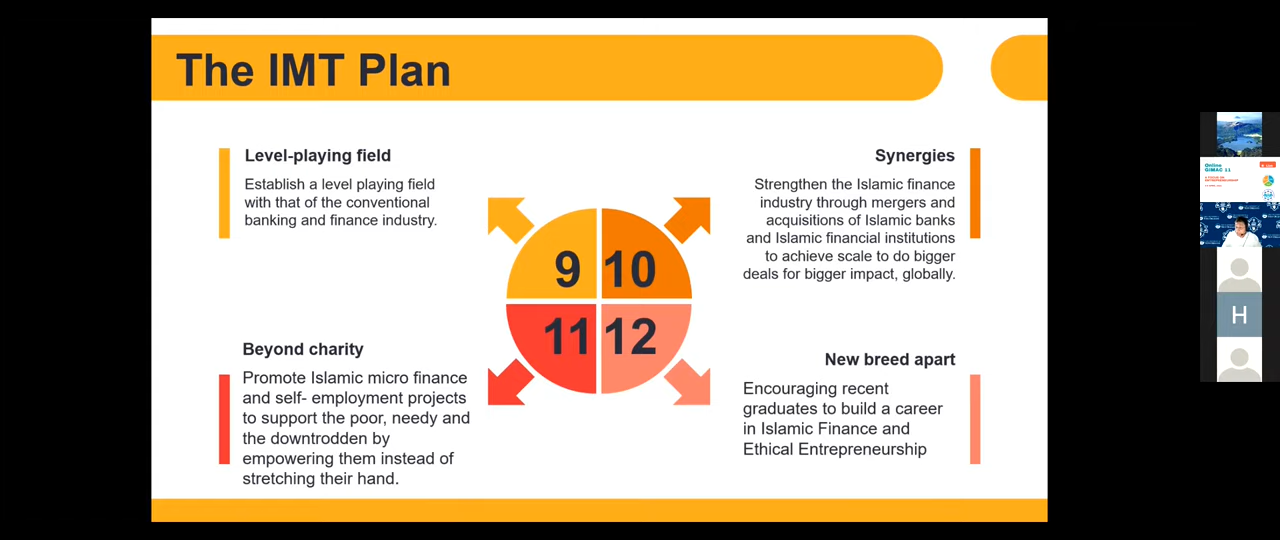 The IMT Plan
Level-playing field
Establish a level playing field
with that of the conventional
banking and finance industry.
Synergies
Strengthen the Islamic finance
industry through mergers and
acquisitions of Islamic banks
and Islamic financial institutions
to achieve scale to do bigger
deals for bigger impact, globally.
9
10
11
12
Beyond charity
Promote Islamic micro finance
and self- employment projects
to support the poor, needy and
the downtrodden by
empowering them instead of
stretching their hand.
New breed apart
Encouraging recent
graduates to build a career
in Islamic Finance and
Ethical Entrepreneurship
Online
GIMAC 11
H